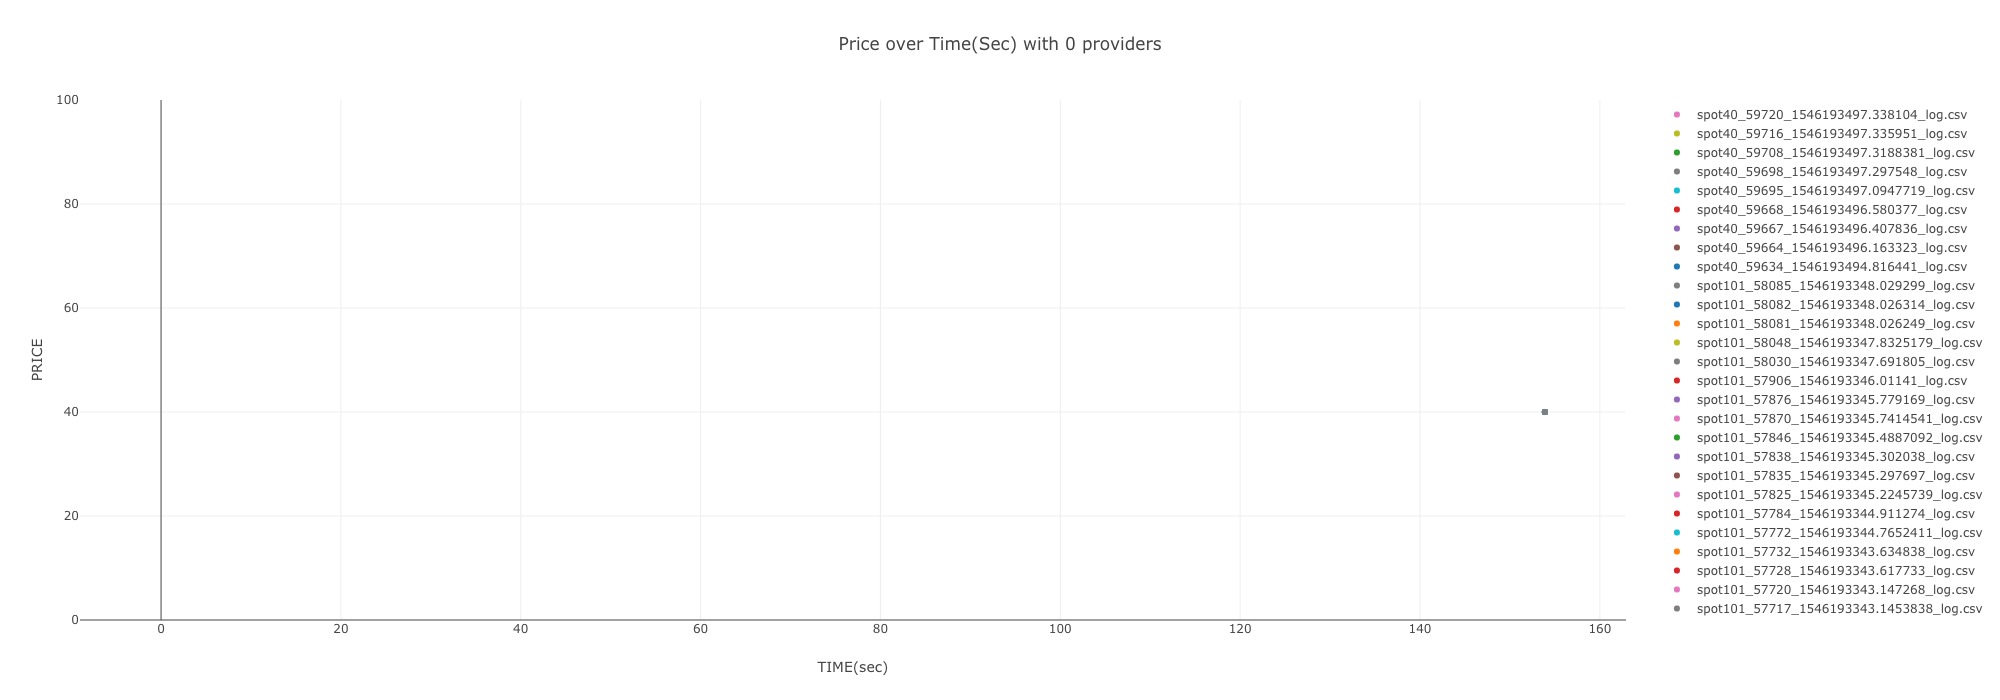 Price over Time(Sec) with 0 providers
100
80
60
40
20
0
PRICE
0 20 40 60 80 100 120 140 160
TIME(sec)
spot40_59720_1546193497.338104_log.csv
spot40_59716_1546193497.335951_log.csv
spot40_59708_1546193497.3188381_log.csv
spot40_59698_1546193497.297548_log.csv
spot40_59695_1546193497.0947719_log.csv
spot40_59668_1546193496.580377_log.csv
spot40_59667_1546193496.407836_log.csv
spot40_59664_1546193496.163323_log.csv
spot40_59634_1546193494.816441_log.csv
spot101_58085_1546193348.029299_log.csv
spot101_58082_1546193348.026314_log.csv
spot101_58081_1546193348.026249_log.csv
spot101_58048_1546193347.8325179_log.csv
spot101_58030_1546193347.691805_log.csv
spot101_57906_1546193346.01141_log.csv
spot101_57876_1546193345.779169_log.csv
spot101_57870_1546193345.7414541_log.csv
spot101_57846_1546193345.4887092_log.csv
spot101_57838_1546193345.302038_log.csv
spot101_57835_1546193345.297697_log.csv
spot101_57825_1546193345.2245739_log.csv
spot101_57784_1546193344.911274_log.csv
spot101_57772_1546193344.7652411_log.csv
spot101_57732_1546193343.634838_log.csv
spot101_57728_1546193343.617733_log.csv
spot101_57720_1546193343.147268_log.csv
spot101_57717_1546193343.1453838_log.csv